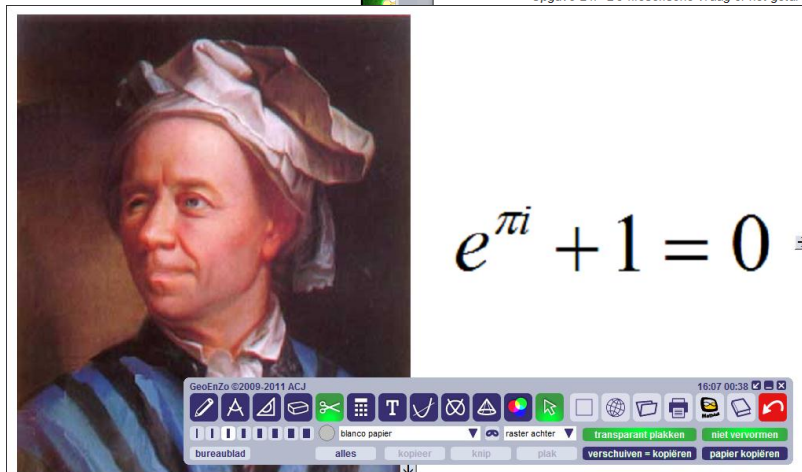 e^{πi} + 1 = 0
GeoEnZo ©2009-2011 ACJ 16:07 00:38
T
blanco papier raster achter transparant plakken niet vervormen
bureaublad alles kopieer knip plak verschuiven = kopiëren papier kopiëren